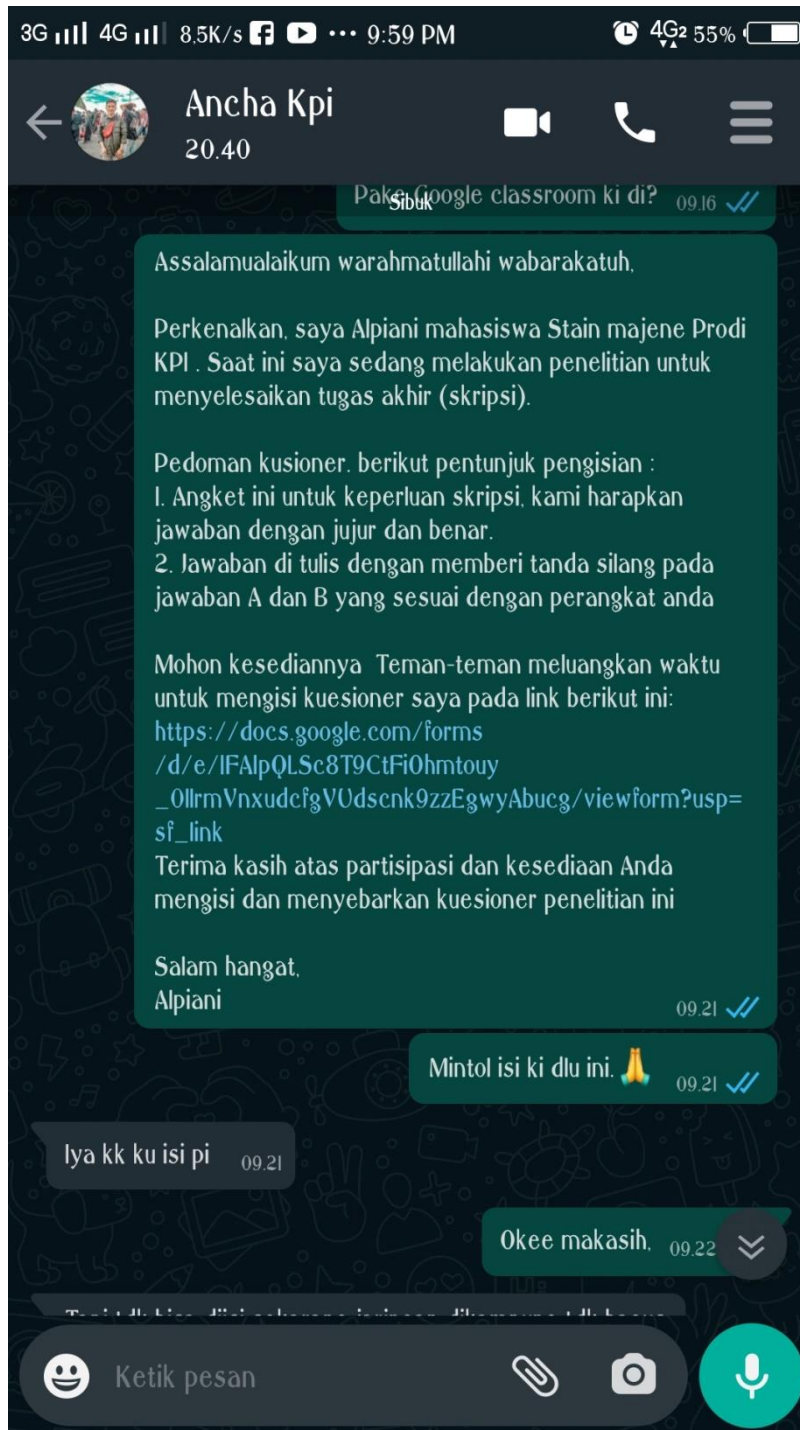 3G 4G 8,5K/s ··· 9:59 PM 4G2 55%
Ancha Kpi
20.40
Pake Google classroom ki di? 09.16
Sibuk
Assalamualaikum warahmatullahi wabarakatuh,
Perkenalkan, saya Alpiani mahasiswa Stain majene Prodi
KPI . Saat ini saya sedang melakukan penelitian untuk
menyelesaikan tugas akhir (skripsi).
Pedoman kusioner. berikut pentunjuk pengisian :
1. Angket ini untuk keperluan skripsi, kami harapkan
jawaban dengan jujur dan benar.
2. Jawaban di tulis dengan memberi tanda silang pada
jawaban A dan B yang sesuai dengan perangkat anda
Mohon kesediannya Teman-teman meluangkan waktu
untuk mengisi kuesioner saya pada link berikut ini:
https://docs.google.com/forms
/d/e/1FAIpQLSc8T9CtFi0hmtouy
_0llrmVnxudcfgVUdscnk9zzEgwyAbucg/viewform?usp=
sf_link
Terima kasih atas partisipasi dan kesediaan Anda
mengisi dan menyebarkan kuesioner penelitian ini
Salam hangat,
Alpiani
09.21
Mintol isi ki dlu ini. 🙏 09.21
Iya kk ku isi pi 09.21
Okee makasih, 09.22
Ketik pesan